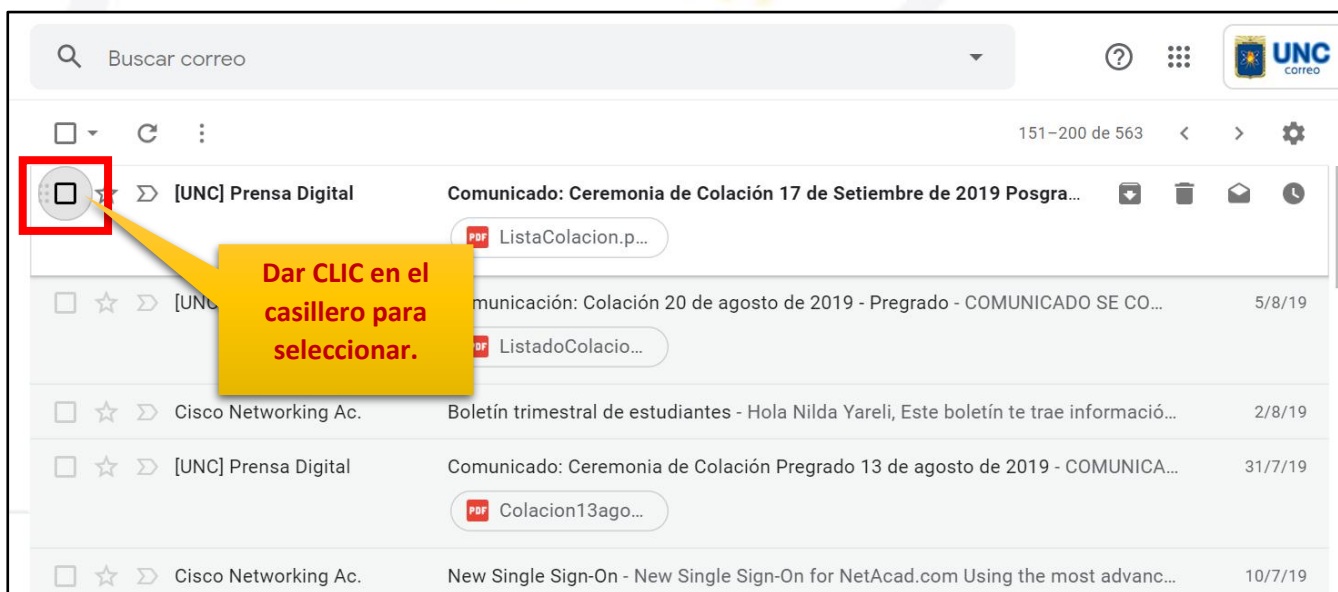 Buscar correo
UNC
correo
151–200 de 563
[UNC] Prensa Digital
Comunicado: Ceremonia de Colación 17 de Setiembre de 2019 Posgra...
PDF ListaColacion.p...
Dar CLIC en el
casillero para
seleccionar.
[UNC
municación: Colación 20 de agosto de 2019 - Pregrado - COMUNICADO SE CO...
5/8/19
ListadoColacio...
Cisco Networking Ac.
Boletín trimestral de estudiantes - Hola Nilda Yareli, Este boletín te trae informació...
2/8/19
[UNC] Prensa Digital
Comunicado: Ceremonia de Colación Pregrado 13 de agosto de 2019 - COMUNICA...
31/7/19
PDF Colacion13ago...
Cisco Networking Ac.
New Single Sign-On - New Single Sign-On for NetAcad.com Using the most advanc...
10/7/19